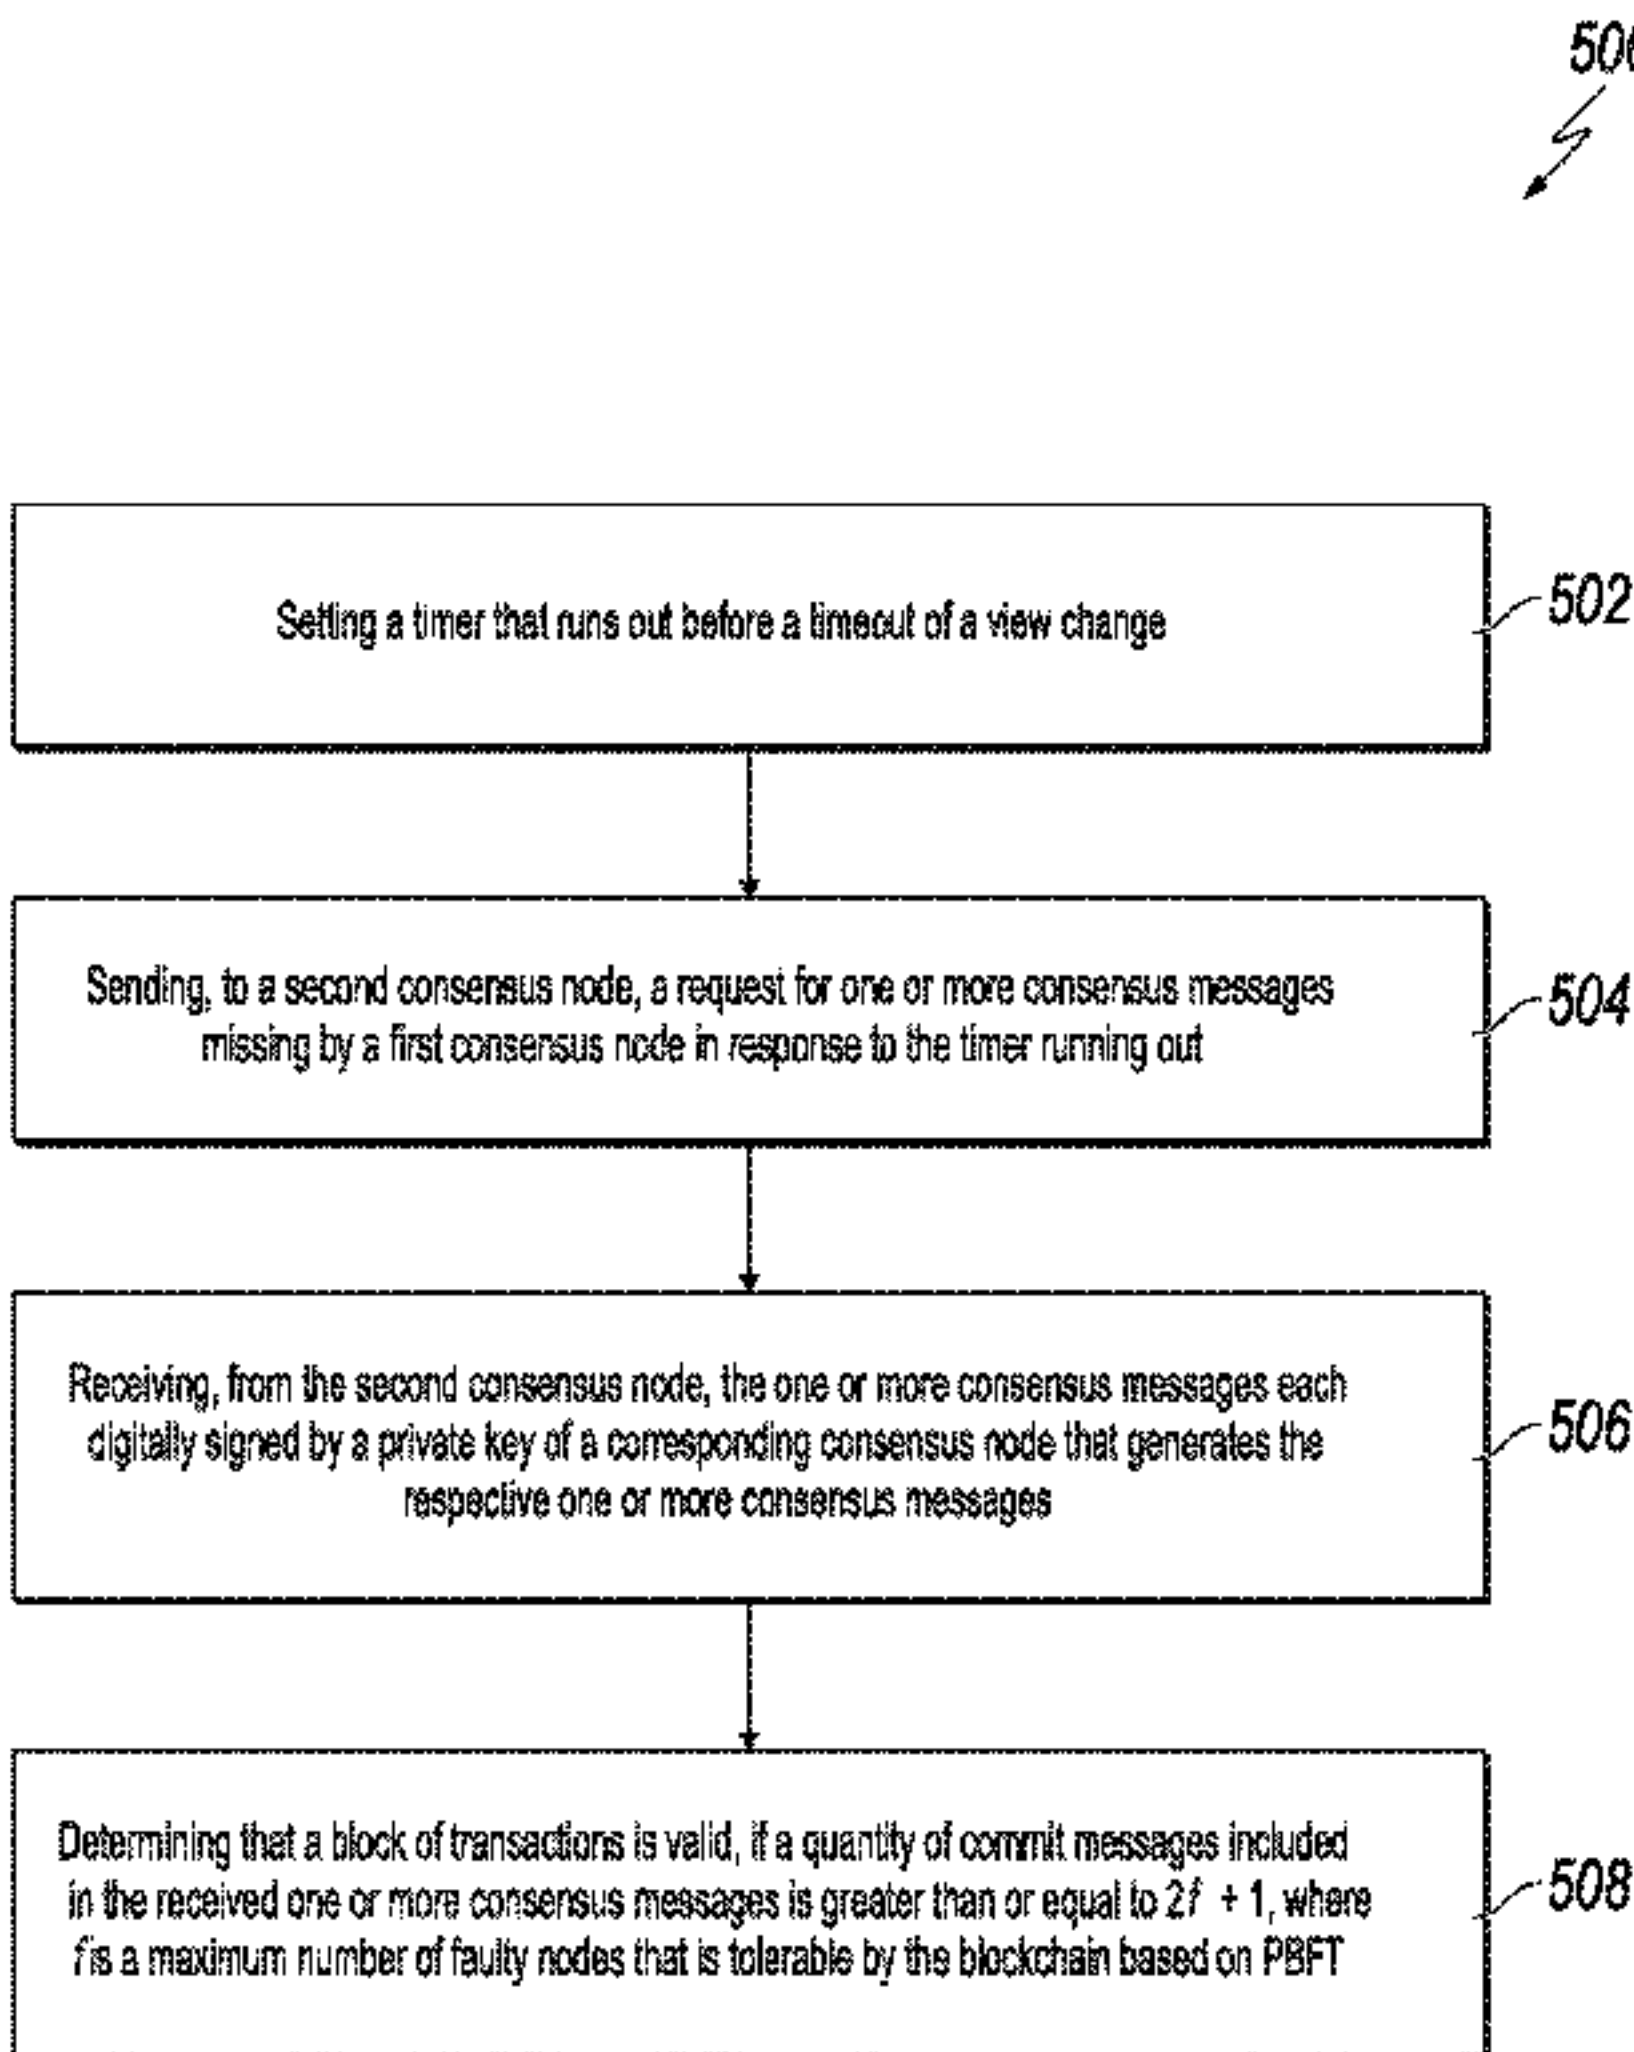 Setting a timer that runs out before a timeout of a view change
502
Sending, to a second consensus node, a request for one or more consensus messages
missing by a first consensus node in response to the timer running out
504
Receiving, from the second consensus node, the one or more consensus messages each
digitally signed by a private key of a corresponding consensus node that generates the
respective one or more consensus messages
506
Determining that a block of transactions is valid, if a quantity of commit messages included
in the received one or more consensus messages is greater than or equal to 2f + 1, where
f is a maximum number of faulty nodes that is tolerable by the blockchain based on PBFT
508